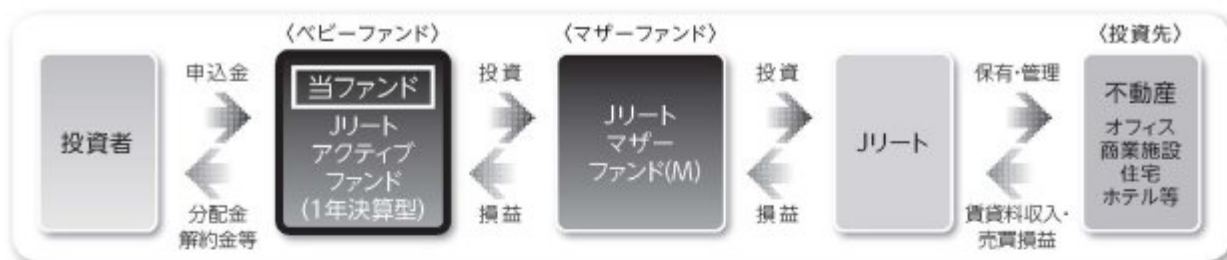 〈ベビーファンド〉
〈マザーファンド〉
〈投資先〉
投資者
申込金
分配金
解約金等
当ファンド
Jリート
アクティブ
ファンド
(1年決算型)
投資
損益
Jリート
マザー
ファンド(M)
投資
損益
Jリート
保有・管理
賃貸料収入・
売買損益
不動産
オフィス
商業施設
住宅
ホテル等